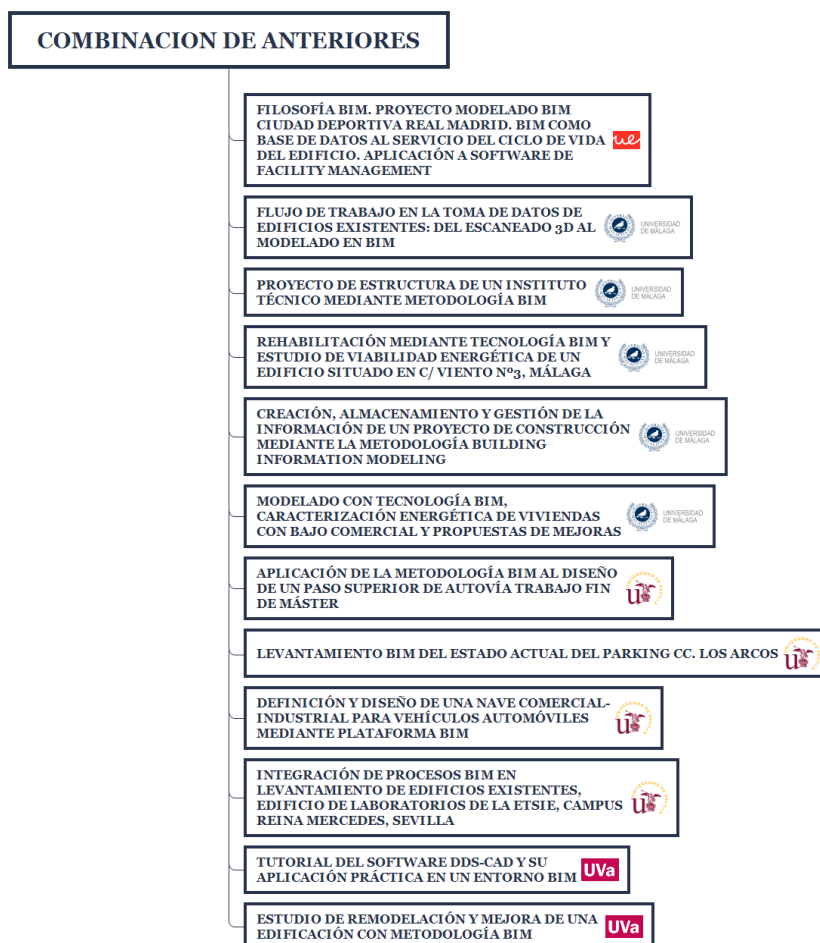 COMBINACION DE ANTERIORES
FILOSOFÍA BIM. PROYECTO MODELADO BIM
CIUDAD DEPORTIVA REAL MADRID. BIM COMO
BASE DE DATOS AL SERVICIO DEL CICLO DE VIDA
DEL EDIFICIO. APLICACIÓN A SOFTWARE DE
FACILITY MANAGEMENT
ue
FLUJO DE TRABAJO EN LA TOMA DE DATOS DE
EDIFICIOS EXISTENTES: DEL ESCANEADO 3D AL
MODELADO EN BIM
UNIVERSIDAD
DE MÁLAGA
PROYECTO DE ESTRUCTURA DE UN INSTITUTO
TÉCNICO MEDIANTE METODOLOGÍA BIM
UNIVERSIDAD
DE MÁLAGA
REHABILITACIÓN MEDIANTE TECNOLOGÍA BIM Y
ESTUDIO DE VIABILIDAD ENERGÉTICA DE UN
EDIFICIO SITUADO EN C/ VIENTO Nº3, MÁLAGA
UNIVERSIDAD
DE MÁLAGA
CREACIÓN, ALMACENAMIENTO Y GESTIÓN DE LA
INFORMACIÓN DE UN PROYECTO DE CONSTRUCCIÓN
MEDIANTE LA METODOLOGÍA BUILDING
INFORMATION MODELING
UNIVERSIDAD
DE MÁLAGA
MODELADO CON TECNOLOGÍA BIM,
CARACTERIZACIÓN ENERGÉTICA DE VIVIENDAS
CON BAJO COMERCIAL Y PROPUESTAS DE MEJORAS
UNIVERSIDAD
DE MÁLAGA
APLICACIÓN DE LA METODOLOGÍA BIM AL DISEÑO
DE UN PASO SUPERIOR DE AUTOVÍA TRABAJO FIN
DE MÁSTER
LEVANTAMIENTO BIM DEL ESTADO ACTUAL DEL PARKING CC. LOS ARCOS
DEFINICIÓN Y DISEÑO DE UNA NAVE COMERCIAL-
INDUSTRIAL PARA VEHÍCULOS AUTOMÓVILES
MEDIANTE PLATAFORMA BIM
INTEGRACIÓN DE PROCESOS BIM EN
LEVANTAMIENTO DE EDIFICIOS EXISTENTES,
EDIFICIO DE LABORATORIOS DE LA ETSIE, CAMPUS
REINA MERCEDES, SEVILLA
TUTORIAL DEL SOFTWARE DDS-CAD Y SU
APLICACIÓN PRÁCTICA EN UN ENTORNO BIM
UVa
ESTUDIO DE REMODELACIÓN Y MEJORA DE UNA
EDIFICACIÓN CON METODOLOGÍA BIM
UVa